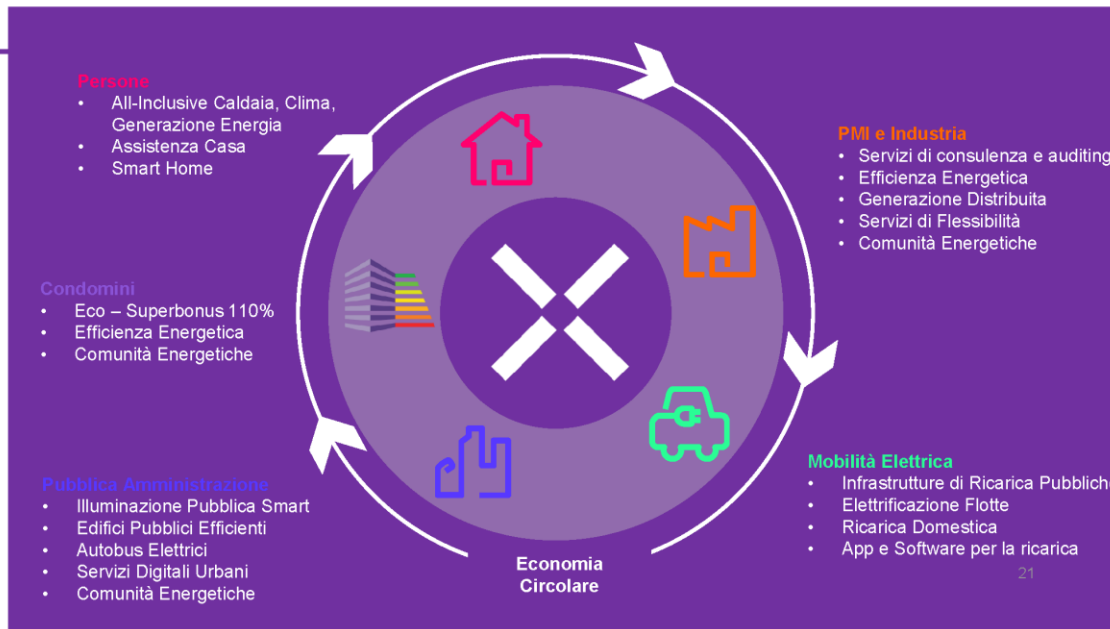 Persone
• All-Inclusive Caldaia, Clima,
Generazione Energia
• Assistenza Casa
• Smart Home
PMI e Industria
• Servizi di consulenza e auditing
• Efficienza Energetica
• Generazione Distribuita
• Servizi di Flessibilità
• Comunità Energetiche
Condomini
• Eco – Superbonus 110%
• Efficienza Energetica
• Comunità Energetiche
Mobilità Elettrica
• Infrastrutture di Ricarica Pubbliche
• Elettrificazione Flotte
• Ricarica Domestica
• App e Software per la ricarica
Pubblica Amministrazione
• Illuminazione Pubblica Smart
• Edifici Pubblici Efficienti
• Autobus Elettrici
• Servizi Digitali Urbani
• Comunità Energetiche
Economia
Circolare
21